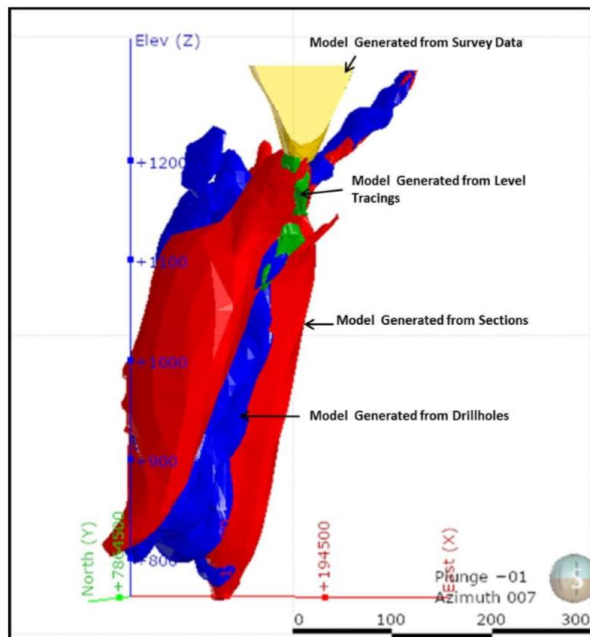 Elev (Z)
Model Generated from Survey Data
+1200
Model Generated from Level
Tracings
+1100
Model Generated from Sections
+1000
Model Generated from Drillholes
+900
+800
North (Y)
+7864500
+194500
East (X)
Plunge −01
Azimuth 007
S
0 100 200 300